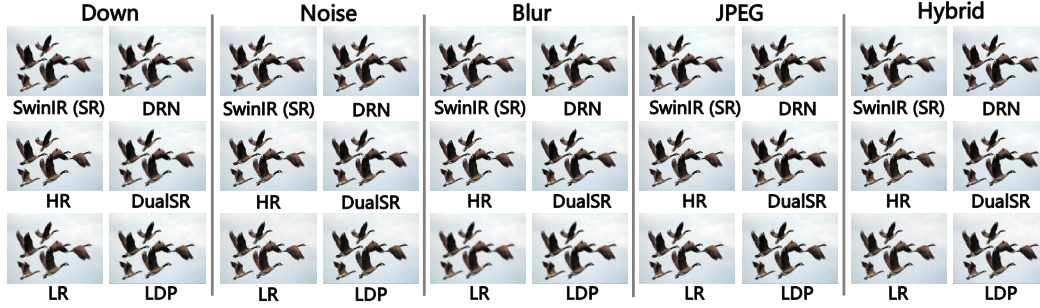 Down Noise Blur JPEG Hybrid
SwinIR (SR) DRN SwinIR (SR) DRN SwinIR (SR) DRN SwinIR (SR) DRN SwinIR (SR) DRN
HR DualSR HR DualSR HR DualSR HR DualSR HR DualSR
LR LDP LR LDP LR LDP LR LDP LR LDP